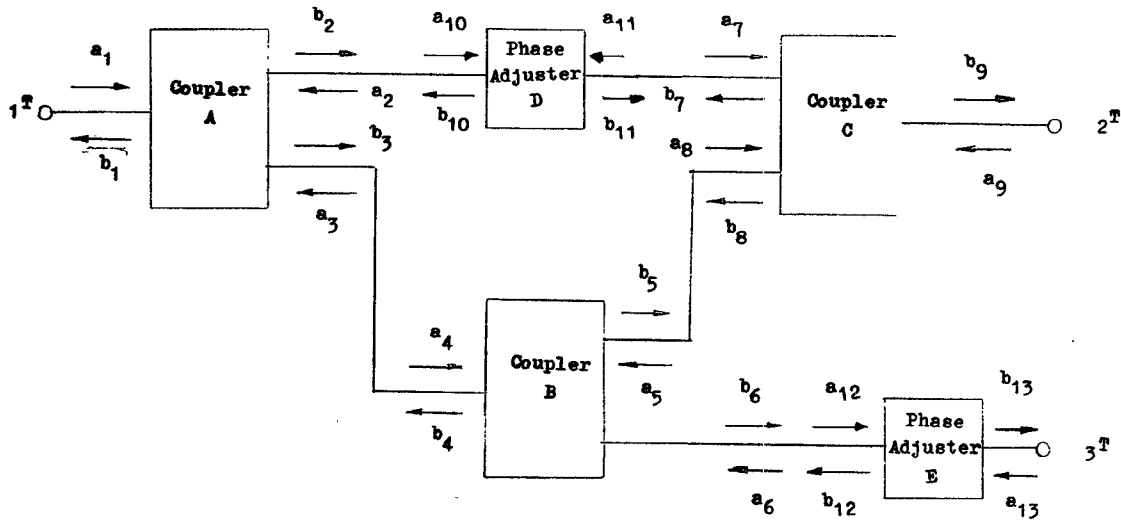 b2
a10
a11
a7
a1
Phase
Adjuster
D
b9
Coupler
A
Coupler
C
1T
a2
b10
b11
b7
2T
b1
b3
a8
a9
a3
b8
b5
a4
Coupler
B
b6
a12
b13
a5
b4
Phase
Adjuster
E
3T
a6
b12
a13